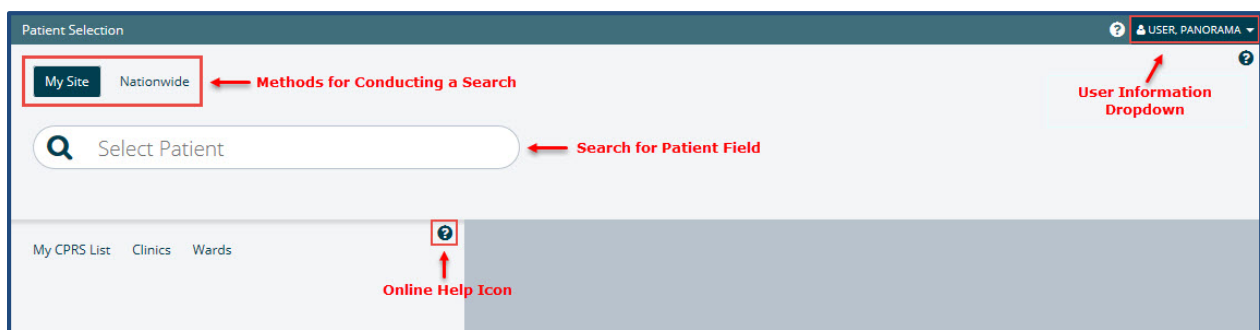 Patient Selection
? USER, PANORAMA
?
My Site Nationwide Methods for Conducting a Search
User Information
Dropdown
Select Patient Search for Patient Field
?
My CPRS List Clinics Wards
Online Help Icon